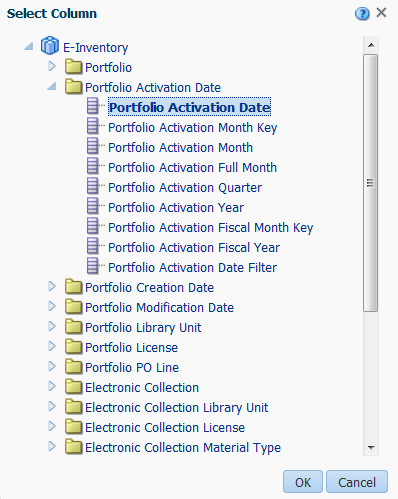 Select Column
E-Inventory
Portfolio
Portfolio Activation Date
Portfolio Activation Date
Portfolio Activation Month Key
Portfolio Activation Month
Portfolio Activation Full Month
Portfolio Activation Quarter
Portfolio Activation Year
Portfolio Activation Fiscal Month Key
Portfolio Activation Fiscal Year
Portfolio Activation Date Filter
Portfolio Creation Date
Portfolio Modification Date
Portfolio Library Unit
Portfolio License
Portfolio PO Line
Electronic Collection
Electronic Collection Library Unit
Electronic Collection License
Electronic Collection Material Type
OK Cancel